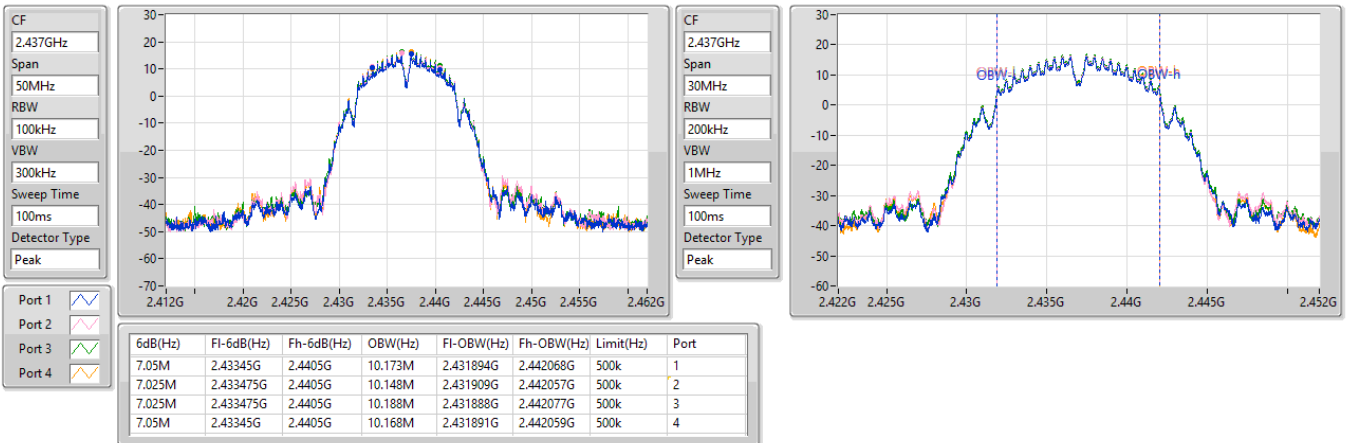 CF
2.437GHz
Span
50MHz
RBW
100kHz
VBW
300kHz
Sweep Time
100ms
Detector Type
Peak
Port 1
Port 2
Port 3
Port 4
30
20
10
0
-10
-20
-30
-40
-50
-60
-70
2.412G 2.42G 2.425G 2.43G 2.435G 2.44G 2.445G 2.45G 2.455G 2.462G
CF
2.437GHz
Span
30MHz
RBW
200kHz
VBW
1MHz
Sweep Time
100ms
Detector Type
Peak
30
20
10
0
-10
-20
-30
-40
-50
-60
OBW-l OBW-h
2.422G 2.425G 2.43G 2.435G 2.44G 2.445G 2.452G
6dB(Hz) Fl-6dB(Hz) Fh-6dB(Hz) OBW(Hz) Fl-OBW(Hz) Fh-OBW(Hz) Limit(Hz) Port
7.05M 2.43345G 2.4405G 10.173M 2.431894G 2.442068G 500k 1
7.025M 2.433475G 2.4405G 10.148M 2.431909G 2.442057G 500k 2
7.025M 2.433475G 2.4405G 10.188M 2.431888G 2.442077G 500k 3
7.05M 2.43345G 2.4405G 10.168M 2.431891G 2.442059G 500k 4